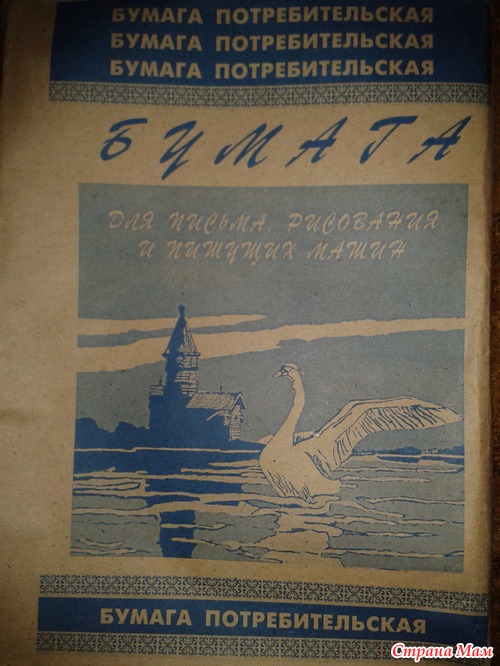 БУМАГА ПОТРЕБИТЕЛЬСКАЯ
БУМАГА ПОТРЕБИТЕЛЬСКАЯ
БУМАГА ПОТРЕБИТЕЛЬСКАЯ
БУМАГА
ДЛЯ ПИСЬМА, РИСОВАНИЯ
И ПИШУЩИХ МАШИН
БУМАГА ПОТРЕБИТЕЛЬСКАЯ
Страна Мам